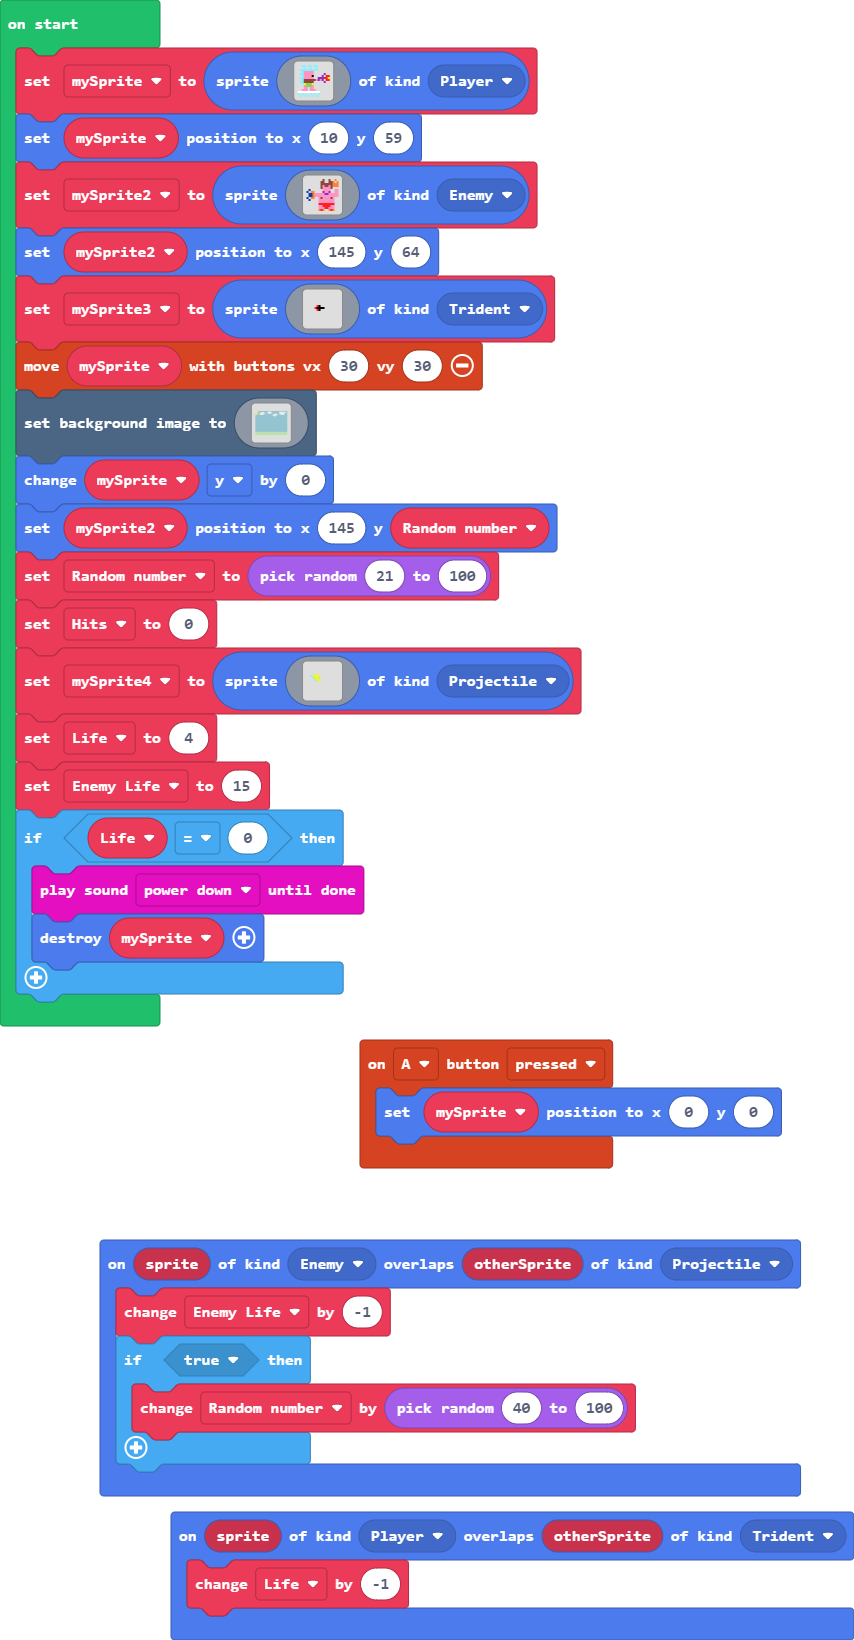 on start
set mySprite to sprite of kind Player
set mySprite position to x 10 y 59
set mySprite2 to sprite of kind Enemy
set mySprite2 position to x 145 y 64
set mySprite3 to sprite of kind Trident
move mySprite with buttons vx 30 vy 30
set background image to
change mySprite y by 0
set mySprite2 position to x 145 y Random number
set Random number to pick random 21 to 100
set Hits to 0
set mySprite4 to sprite of kind Projectile
set Life to 4
set Enemy Life to 15
if Life = 0 then
play sound power down until done
destroy mySprite
on A button pressed
set mySprite position to x 0 y 0
on sprite of kind Enemy overlaps otherSprite of kind Projectile
change Enemy Life by -1
if true then
change Random number by pick random 40 to 100
on sprite of kind Player overlaps otherSprite of kind Trident
change Life by -1